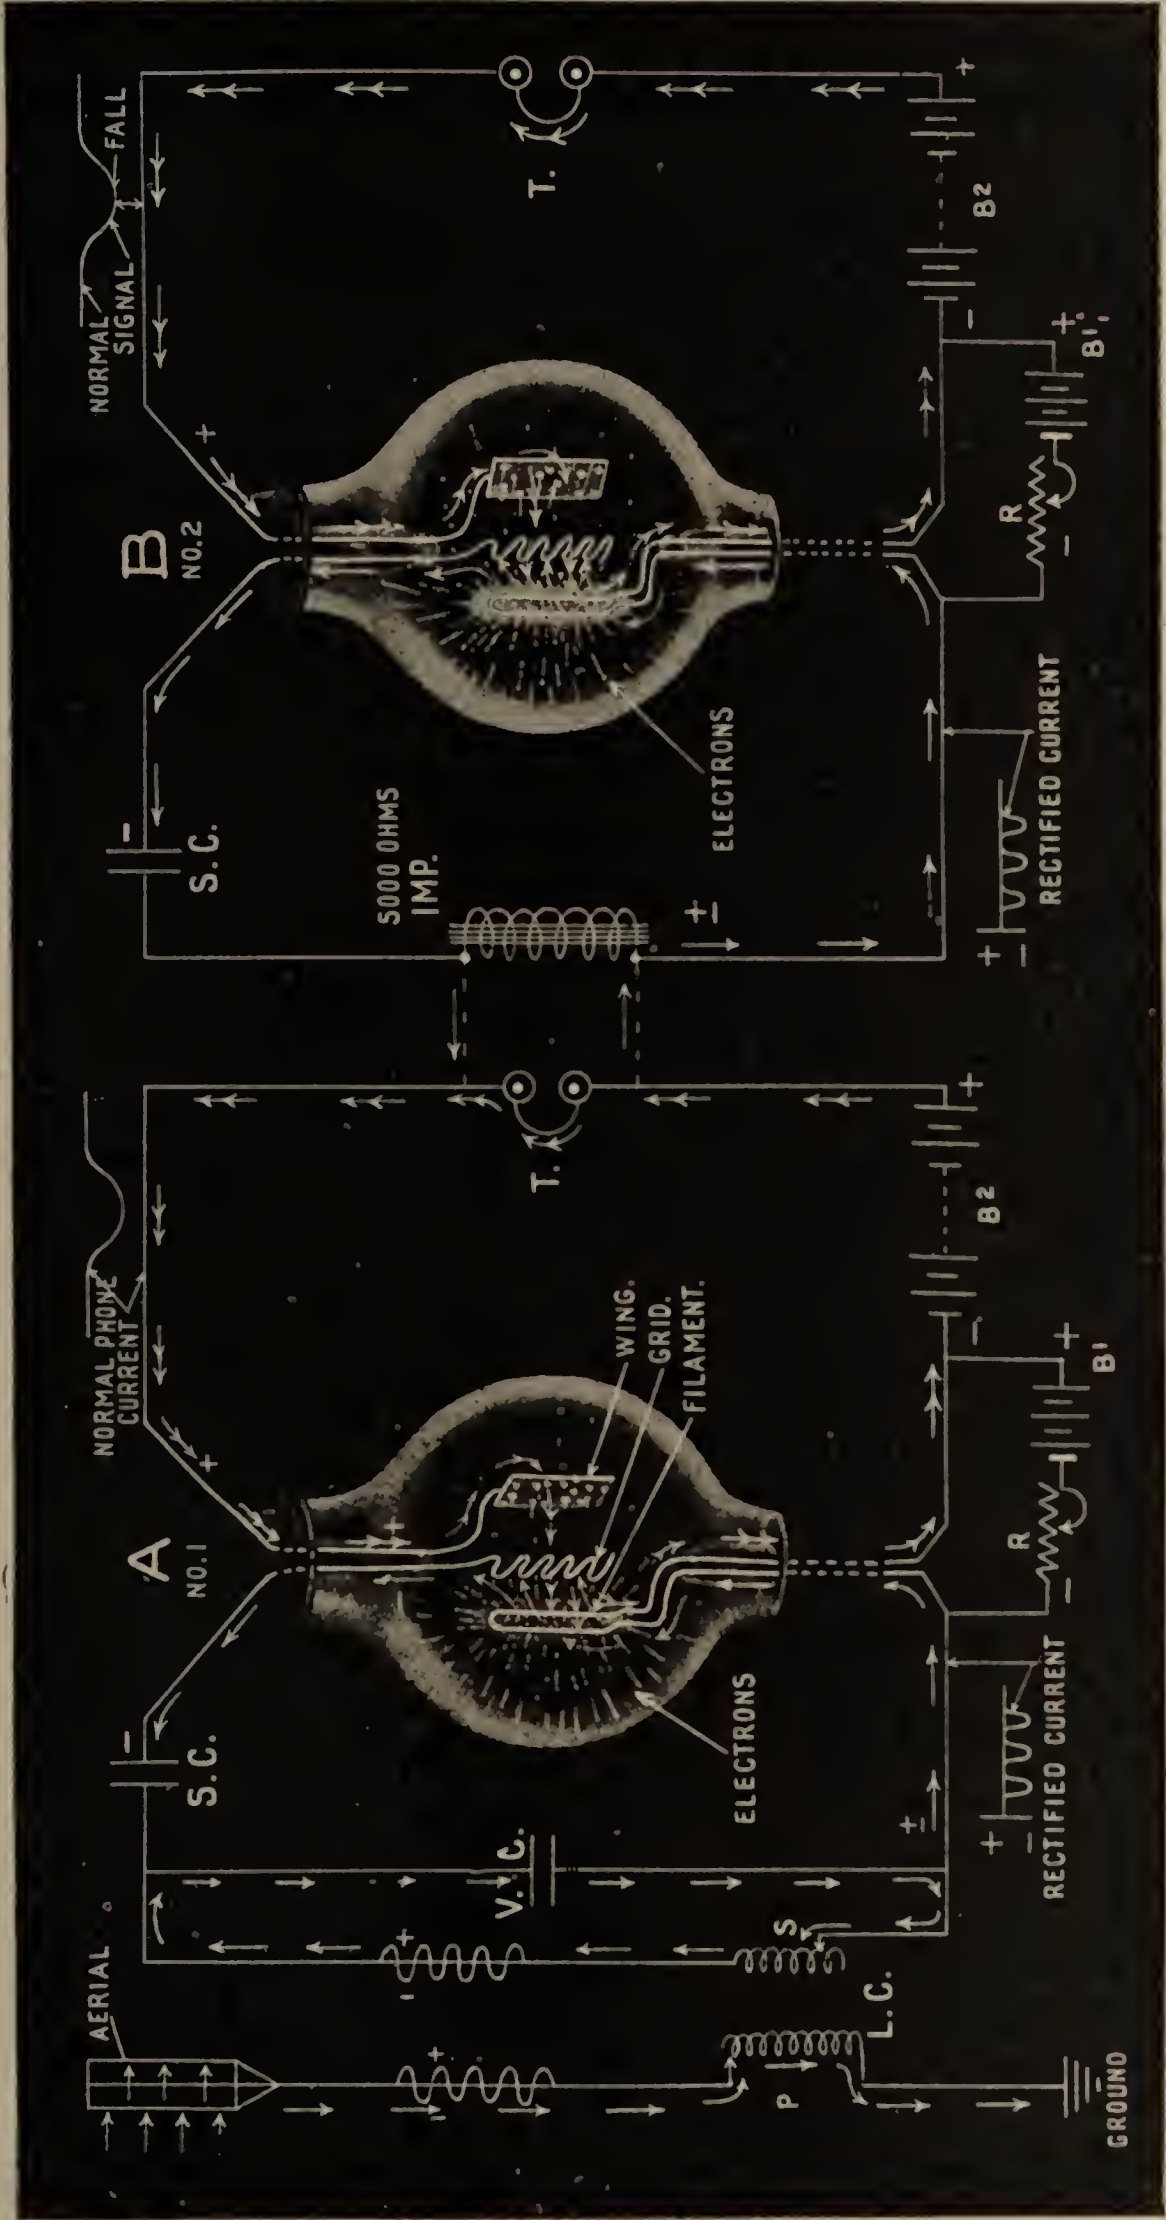 AERIAL
GROUND
P
L.C.
S
V. C.
S.C.
A
NO.1
NORMAL PHONE
CURRENT
ELECTRONS
WING.
GRID.
FILAMENT.
RECTIFIED CURRENT
R
B1
B2
T.
5000 OHMS
IMP.
S.C.
B
NO.2
NORMAL
SIGNAL
FALL
ELECTRONS
RECTIFIED CURRENT
R
B1
B2
T.